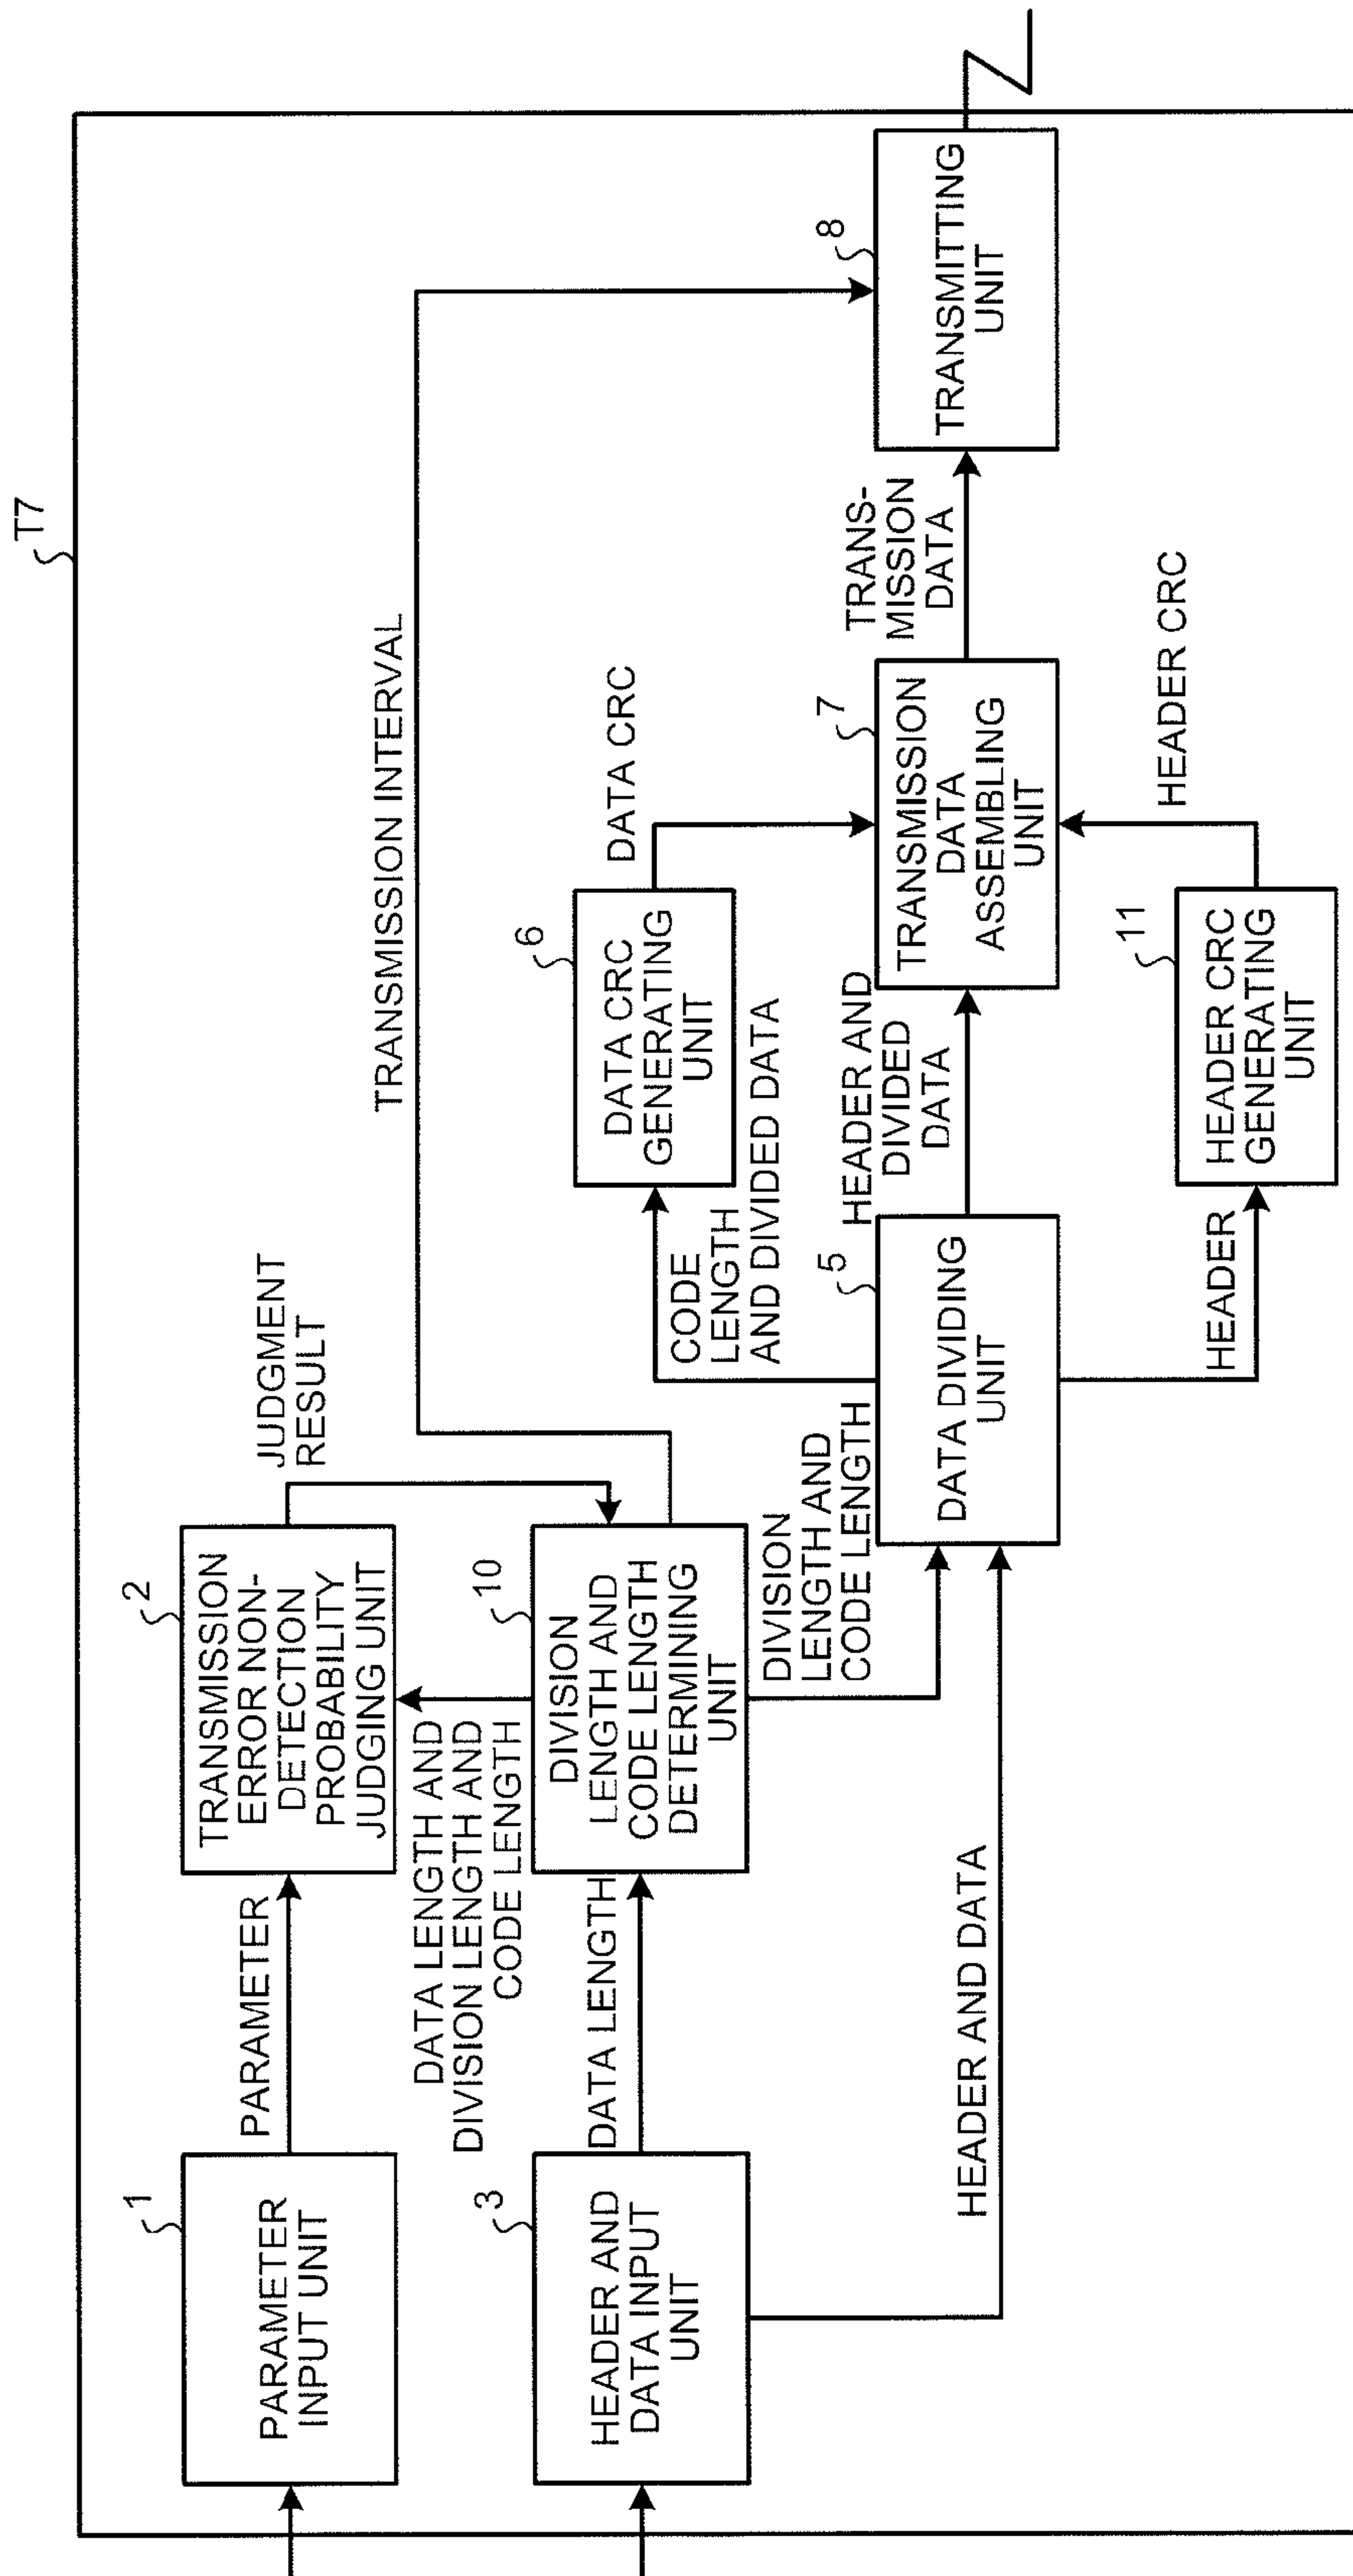 T7
1
PARAMETER
INPUT UNIT
PARAMETER
2
TRANSMISSION
ERROR NON-
DETECTION
PROBABILITY
JUDGING UNIT
JUDGMENT
RESULT
TRANSMISSION INTERVAL
DATA LENGTH AND
DIVISION LENGTH AND
CODE LENGTH
3
HEADER AND
DATA INPUT
UNIT
DATA LENGTH
10
DIVISION
LENGTH AND
CODE LENGTH
DETERMINING
UNIT
DIVISION
LENGTH AND
CODE LENGTH
HEADER AND DATA
5
DATA DIVIDING
UNIT
CODE
LENGTH
AND DIVIDED DATA
6
DATA CRC
GENERATING
UNIT
DATA CRC
HEADER AND
DIVIDED
DATA
7
TRANSMISSION
DATA
ASSEMBLING
UNIT
TRANS-
MISSION
DATA
8
TRANSMITTING
UNIT
HEADER
11
HEADER CRC
GENERATING
UNIT
HEADER CRC